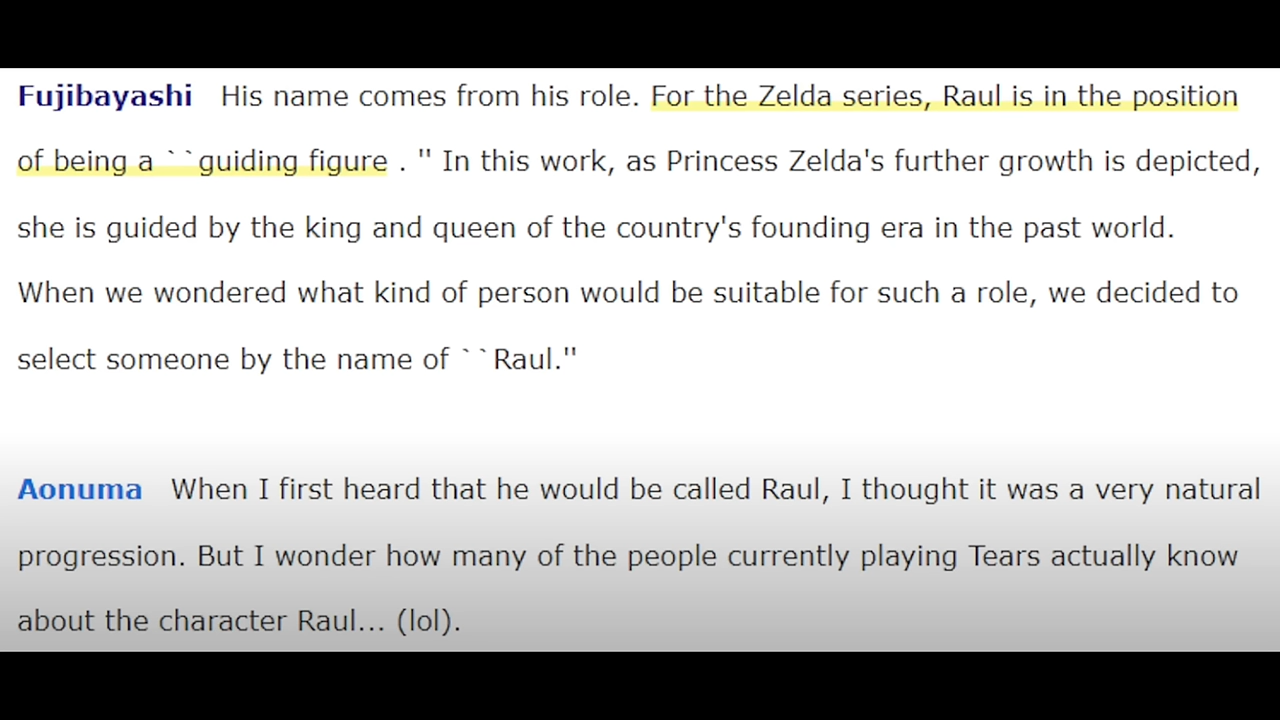 Fujibayashi His name comes from his role. For the Zelda series, Raul is in the position
of being a ``guiding figure . " In this work, as Princess Zelda's further growth is depicted,
she is guided by the king and queen of the country's founding era in the past world.
When we wondered what kind of person would be suitable for such a role, we decided to
select someone by the name of ``Raul."
Aonuma When I first heard that he would be called Raul, I thought it was a very natural
progression. But I wonder how many of the people currently playing Tears actually know
about the character Raul... (lol).